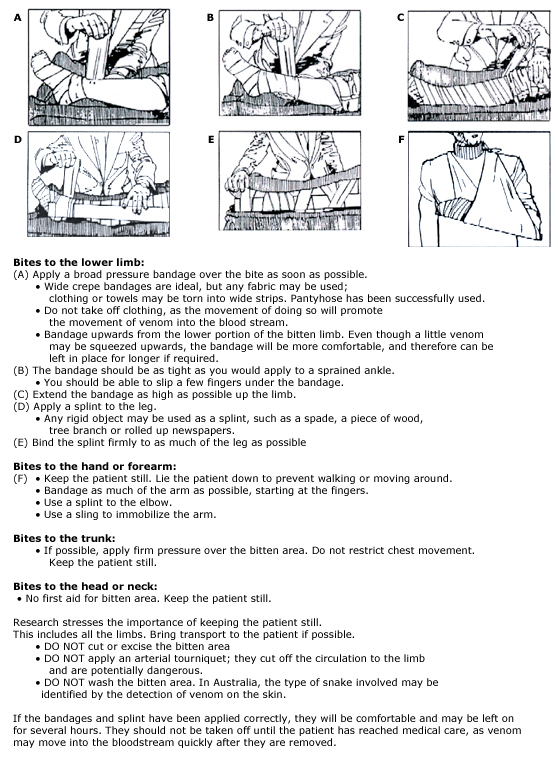 A
B
C
D
E
F
Bites to the lower limb:
(A) Apply a broad pressure bandage over the bite as soon as possible.
• Wide crepe bandages are ideal, but any fabric may be used;
clothing or towels may be torn into wide strips. Pantyhose has been successfully used.
• Do not take off clothing, as the movement of doing so will promote
the movement of venom into the blood stream.
• Bandage upwards from the lower portion of the bitten limb. Even though a little venom
may be squeezed upwards, the bandage will be more comfortable, and therefore can be
left in place for longer if required.
(B) The bandage should be as tight as you would apply to a sprained ankle.
• You should be able to slip a few fingers under the bandage.
(C) Extend the bandage as high as possible up the limb.
(D) Apply a splint to the leg.
• Any rigid object may be used as a splint, such as a spade, a piece of wood,
tree branch or rolled up newspapers.
(E) Bind the splint firmly to as much of the leg as possible
Bites to the hand or forearm:
(F) • Keep the patient still. Lie the patient down to prevent walking or moving around.
• Bandage as much of the arm as possible, starting at the fingers.
• Use a splint to the elbow.
• Use a sling to immobilize the arm.
Bites to the trunk:
• If possible, apply firm pressure over the bitten area. Do not restrict chest movement.
Keep the patient still.
Bites to the head or neck:
• No first aid for bitten area. Keep the patient still.
Research stresses the importance of keeping the patient still.
This includes all the limbs. Bring transport to the patient if possible.
• DO NOT cut or excise the bitten area
• DO NOT apply an arterial tourniquet; they cut off the circulation to the limb
and are potentially dangerous.
• DO NOT wash the bitten area. In Australia, the type of snake involved may be
identified by the detection of venom on the skin.
If the bandages and splint have been applied correctly, they will be comfortable and may be left on
for several hours. They should not be taken off until the patient has reached medical care, as venom
may move into the bloodstream quickly after they are removed.